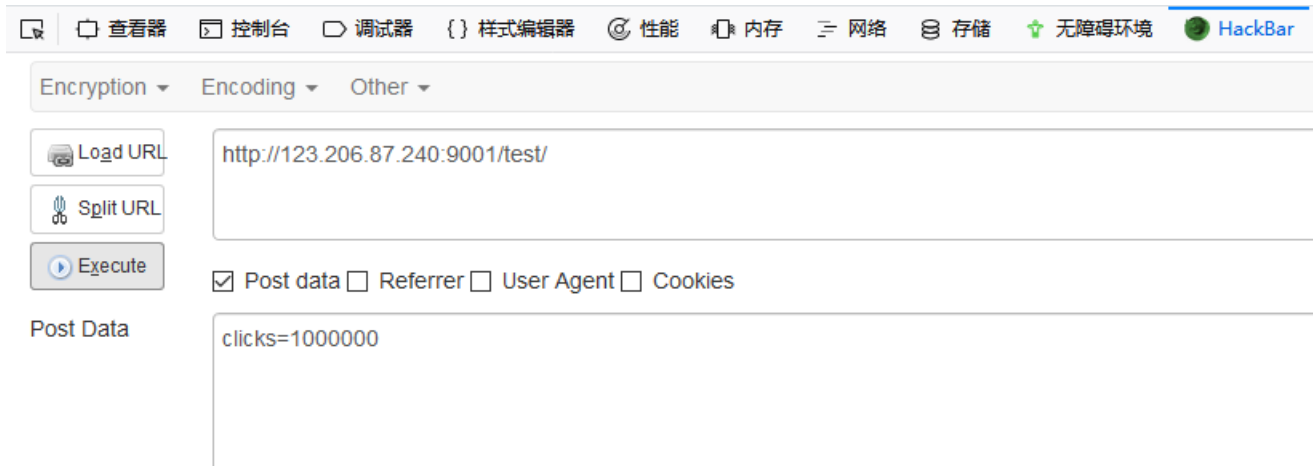 查看器 控制台 调试器 {} 样式编辑器 性能 内存 网络 存储 无障碍环境 HackBar
Encryption Encoding Other
Load URL
http://123.206.87.240:9001/test/
Split URL
Execute
Post data Referrer User Agent Cookies
Post Data
clicks=1000000